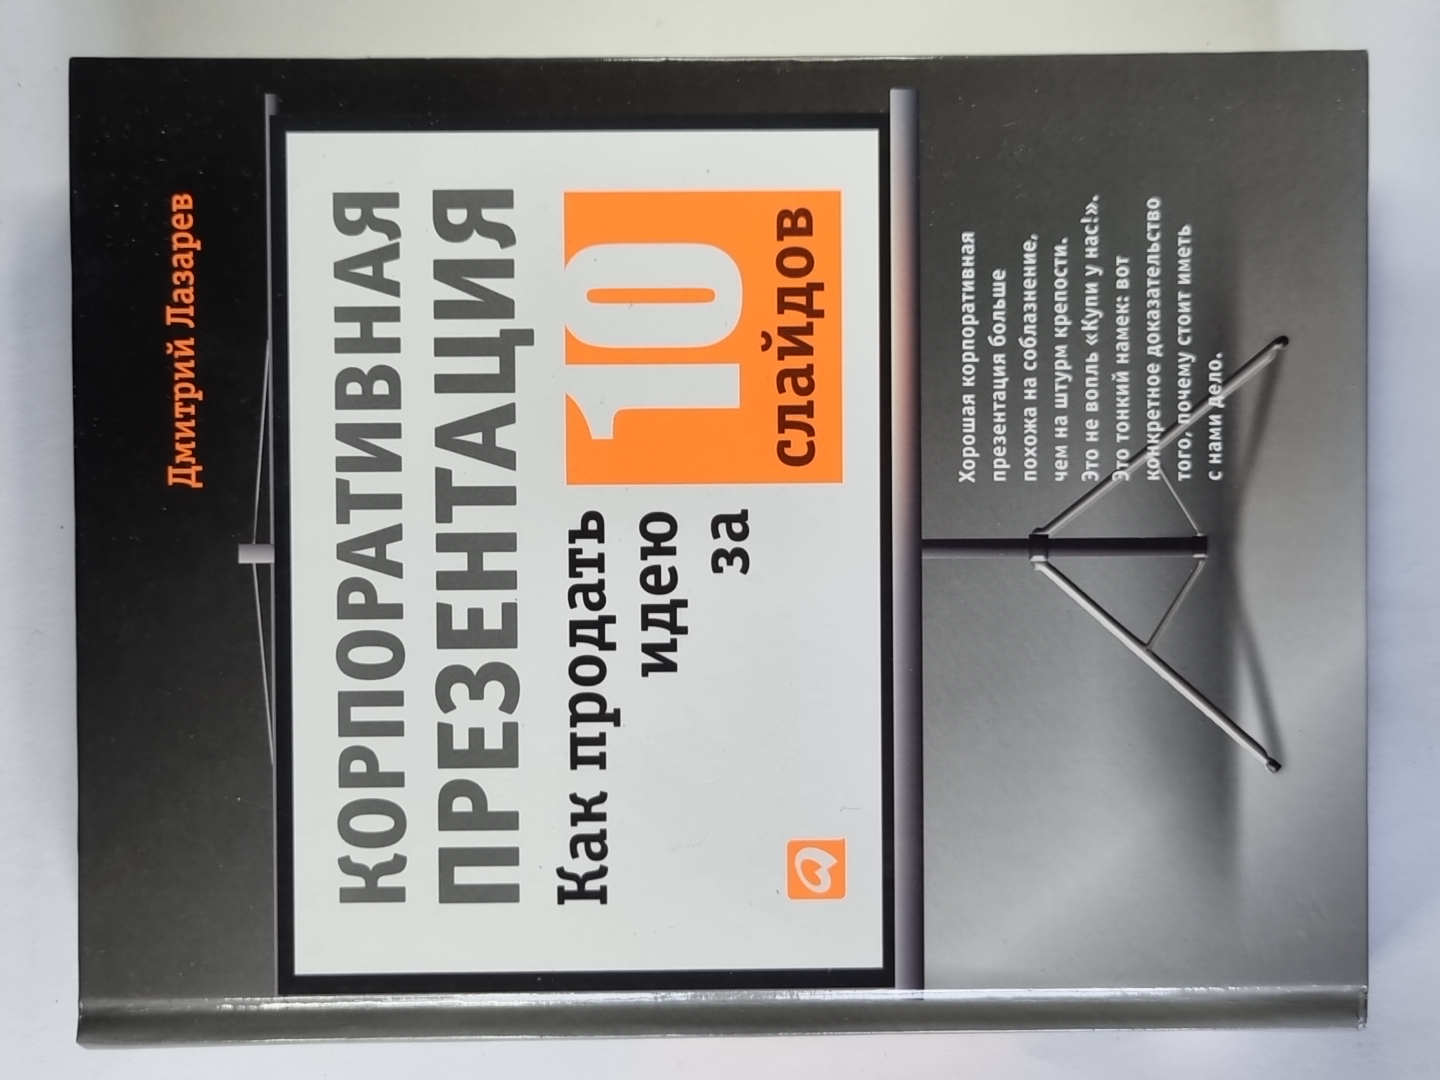 Дмитрий Лазарев
КОРПОРАТИВНАЯ
ПРЕЗЕНТАЦИЯ
Как продать
идею
за
10
слайдов
Хорошая корпоративная
презентация больше
похожа на соблазнение,
чем на штурм крепости.
Это не вопль «Купи у нас!».
Это тонкий намек: вот
конкретное доказательство
того, почему стоит иметь
с нами дело.